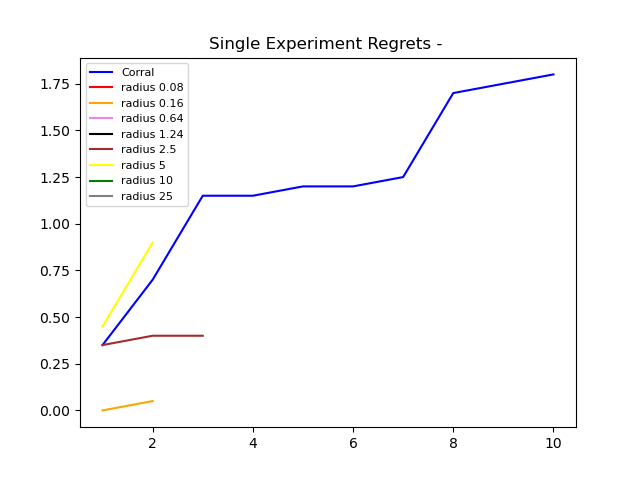 Single Experiment Regrets -
Corral
radius 0.08
radius 0.16
radius 0.64
radius 1.24
radius 2.5
radius 5
radius 10
radius 25
1.75
1.50
1.25
1.00
0.75
0.50
0.25
0.00
2 4 6 8 10